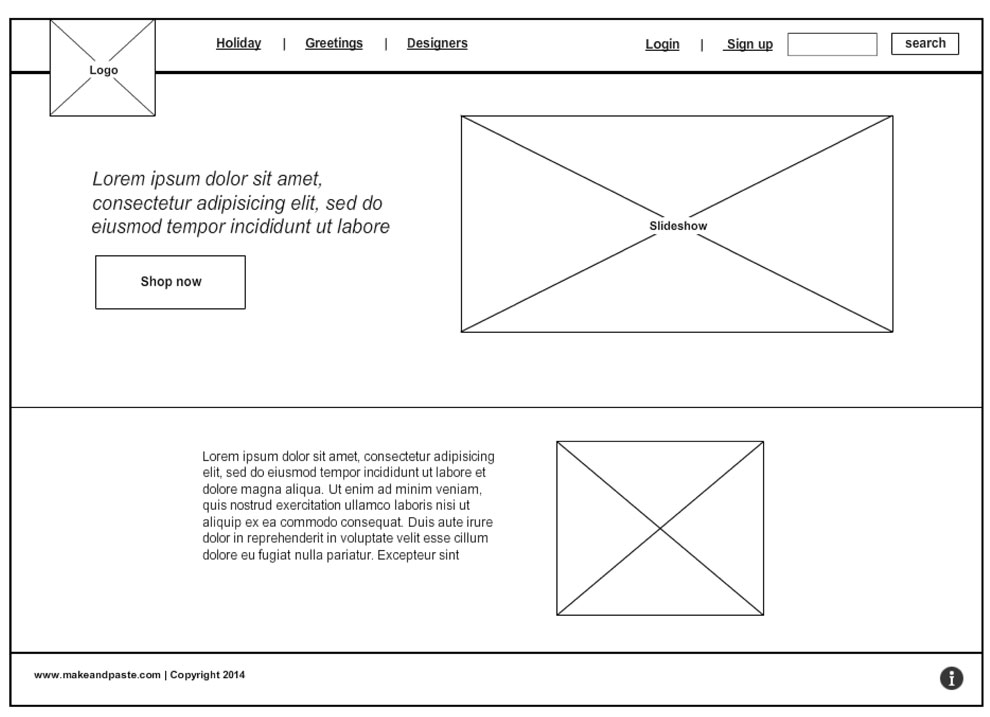 Logo
Holiday | Greetings | Designers
Login | Sign up
search
Lorem ipsum dolor sit amet,
consectetur adipisicing elit, sed do
eiusmod tempor incididunt ut labore
Shop now
Slideshow
Lorem ipsum dolor sit amet, consectetur adipisicing
elit, sed do eiusmod tempor incididunt ut labore et
dolore magna aliqua. Ut enim ad minim veniam,
quis nostrud exercitation ullamco laboris nisi ut
aliquip ex ea commodo consequat. Duis aute irure
dolor in reprehenderit in voluptate velit esse cillum
dolore eu fugiat nulla pariatur. Excepteur sint
www.makeandpaste.com | Copyright 2014
i